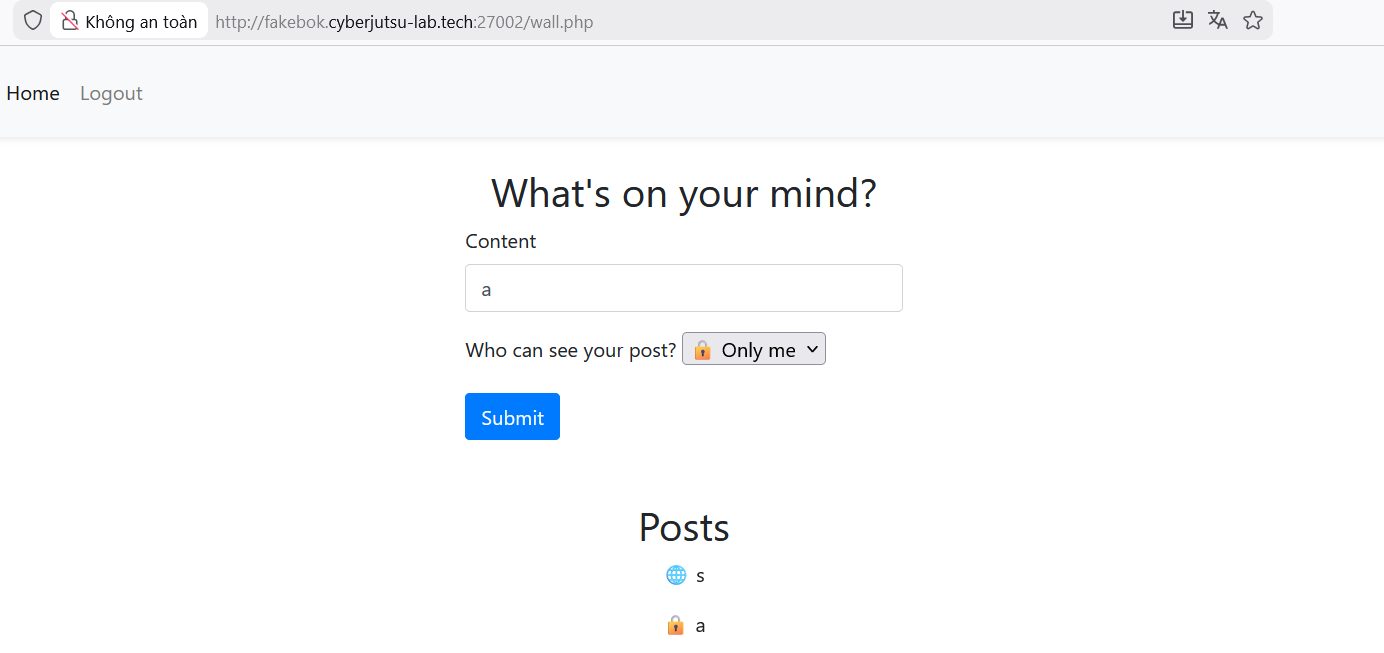 Không an toàn http://fakebok.cyberjutsu-lab.tech:27002/wall.php
Home Logout
What's on your mind?
Content
a
Who can see your post? 🔒 Only me
Submit
Posts
🌐 s
🔒 a